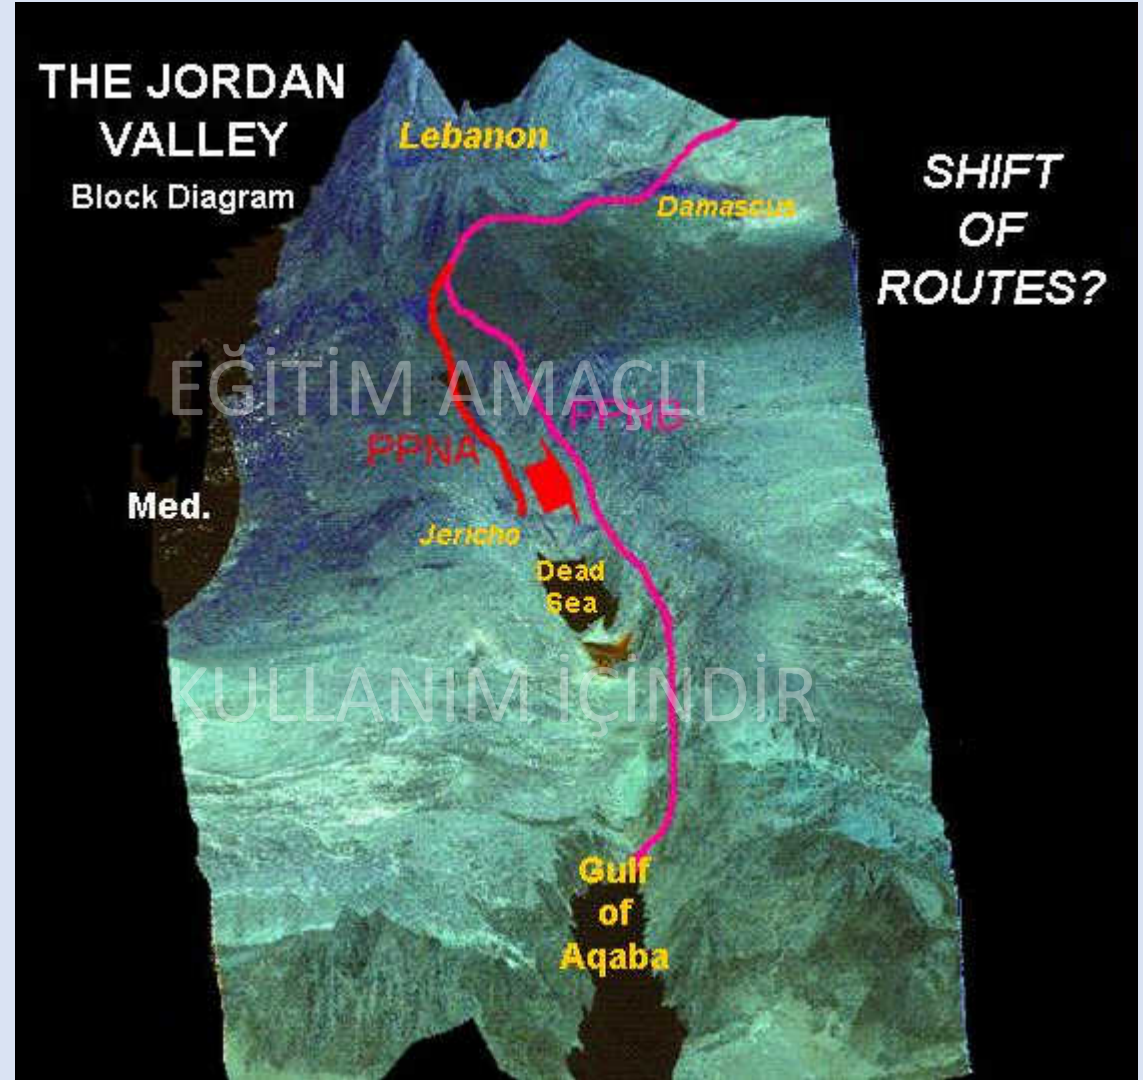 THE JORDAN
VALLEY
Block Diagram
Lebanon
Damascus
SHIFT
OF
ROUTES?
EĞİTİM AMAÇLI
PPNB
PPNA
Med.
Jericho
Dead
Sea
KULLANIM İÇİNDİR
Gulf
of
Aqaba